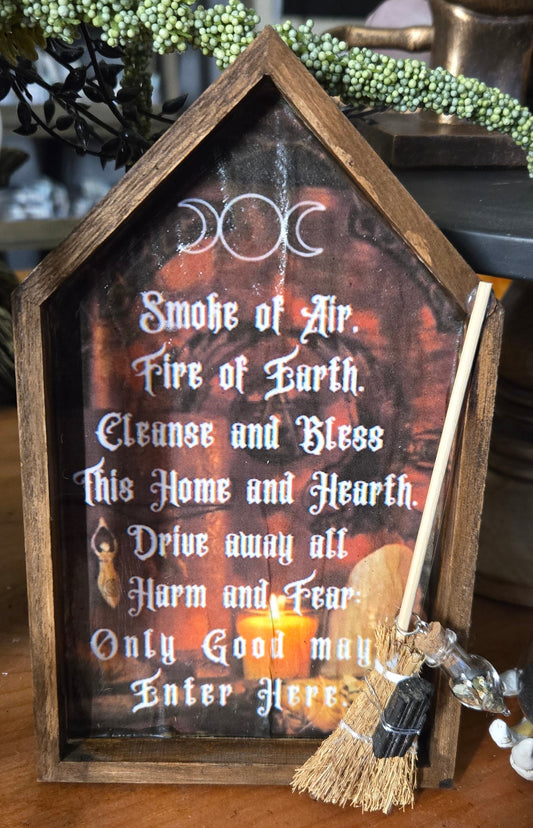 Smoke of Air.
Fire of Earth.
Cleanse and Bless
This Home and Hearth.
Drive away all
Harm and Fear:
Only Good may
Enter Here.